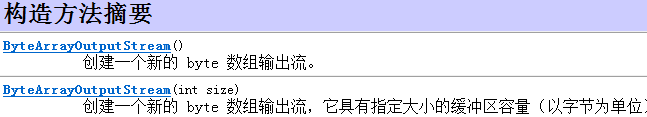 构造方法摘要
ByteArrayOutputStream()
创建一个新的 byte 数组输出流。
ByteArrayOutputStream(int size)
创建一个新的 byte 数组输出流，它具有指定大小的缓冲区容量（以字节为单位）